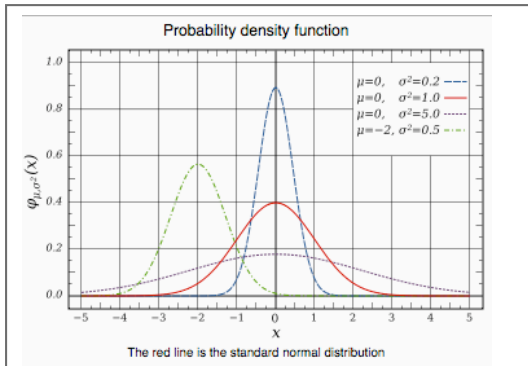 Probability density function
1.0
0.8
0.6
0.4
0.2
0.0
φμ,σ²(x)
μ=0, σ²=0.2
μ=0, σ²=1.0
μ=0, σ²=5.0
μ=−2, σ²=0.5
−5 −4 −3 −2 −1 0 1 2 3 4 5
x
The red line is the standard normal distribution